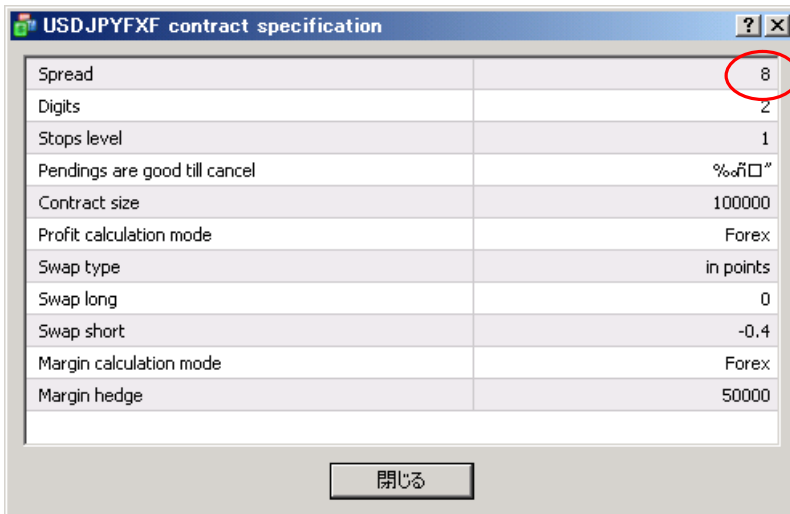 USDJPYFXF contract specification
Spread 8
Digits 2
Stops level 1
Pendings are good till cancel ‰ñ□”
Contract size 100000
Profit calculation mode Forex
Swap type in points
Swap long 0
Swap short -0.4
Margin calculation mode Forex
Margin hedge 50000
閉じる